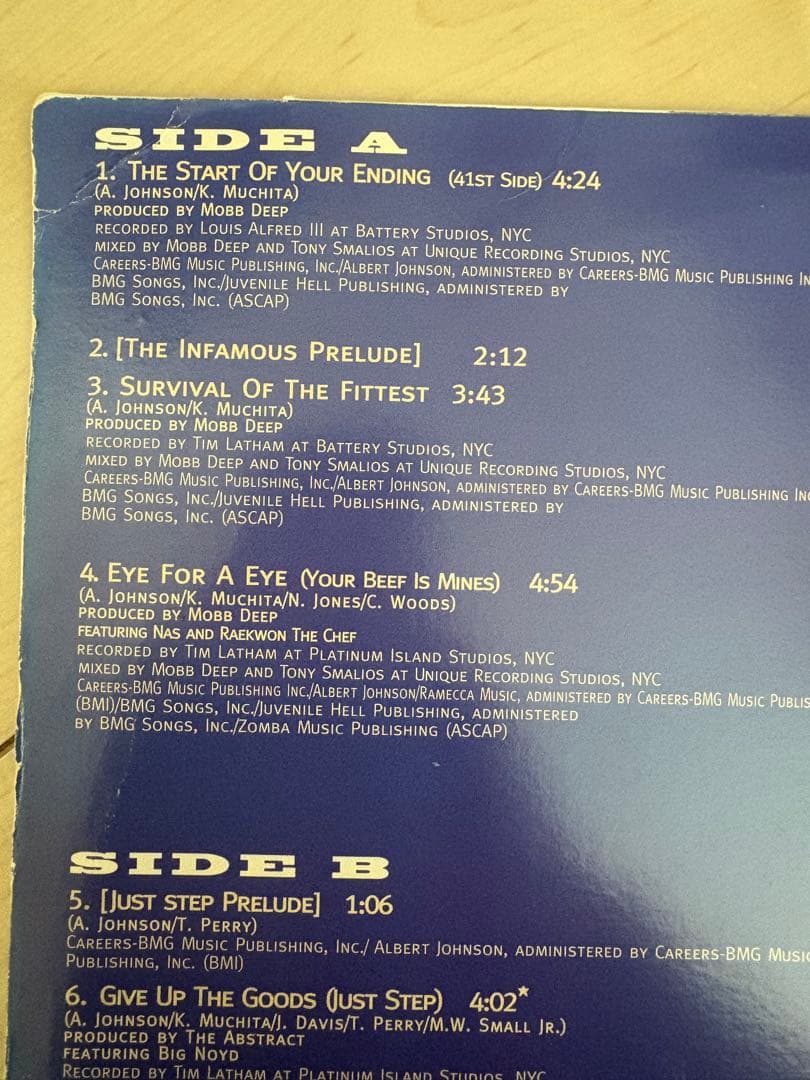 SIDE A
1. THE START OF YOUR ENDING (41ST SIDE) 4:24
(A. JOHNSON/K. MUCHITA)
PRODUCED BY MOBB DEEP
RECORDED BY LOUIS ALFRED III AT BATTERY STUDIOS, NYC
MIXED BY MOBB DEEP AND TONY SMALIOS AT UNIQUE RECORDING STUDIOS, NYC
CAREERS-BMG MUSIC PUBLISHING, INC./ALBERT JOHNSON, ADMINISTERED BY CAREERS-BMG MUSIC PUBLISHING IN
BMG SONGS, INC./JUVENILE HELL PUBLISHING, ADMINISTERED BY
BMG SONGS, INC. (ASCAP)
2. [THE INFAMOUS PRELUDE] 2:12
3. SURVIVAL OF THE FITTEST 3:43
(A. JOHNSON/K. MUCHITA)
PRODUCED BY MOBB DEEP
RECORDED BY TIM LATHAM AT BATTERY STUDIOS, NYC
MIXED BY MOBB DEEP AND TONY SMALIOS AT UNIQUE RECORDING STUDIOS, NYC
CAREERS-BMG MUSIC PUBLISHING, INC./ALBERT JOHNSON, ADMINISTERED BY CAREERS-BMG MUSIC PUBLISHING INC
BMG SONGS, INC./JUVENILE HELL PUBLISHING, ADMINISTERED BY
BMG SONGS, INC. (ASCAP)
4. EYE FOR A EYE (YOUR BEEF IS MINES) 4:54
(A. JOHNSON/K. MUCHITA/N. JONES/C. WOODS)
PRODUCED BY MOBB DEEP
FEATURING NAS AND RAEKWON THE CHEF
RECORDED BY TIM LATHAM AT PLATINUM ISLAND STUDIOS, NYC
MIXED BY MOBB DEEP AND TONY SMALIOS AT UNIQUE RECORDING STUDIOS, NYC
CAREERS-BMG MUSIC PUBLISHING INC./ALBERT JOHNSON/RAMECCA MUSIC, ADMINISTERED BY CAREERS-BMG MUSIC PUBLIS
(BMI)/BMG SONGS, INC./JUVENILE HELL PUBLISHING, ADMINISTERED
BY BMG SONGS, INC./ZOMBA MUSIC PUBLISHING (ASCAP)
SIDE B
5. [JUST STEP PRELUDE] 1:06
(A. JOHNSON/T. PERRY)
CAREERS-BMG MUSIC PUBLISHING, INC./ ALBERT JOHNSON, ADMINISTERED BY CAREERS-BMG MUSIC
PUBLISHING, INC. (BMI)
6. GIVE UP THE GOODS (JUST STEP) 4:02*
(A. JOHNSON/K. MUCHITA/J. DAVIS/T. PERRY/M.W. SMALL JR.)
PRODUCED BY THE ABSTRACT
FEATURING BIG NOYD
RECORDED BY TIM LATHAM AT PLATINUM ISLAND STUDIOS, NYC